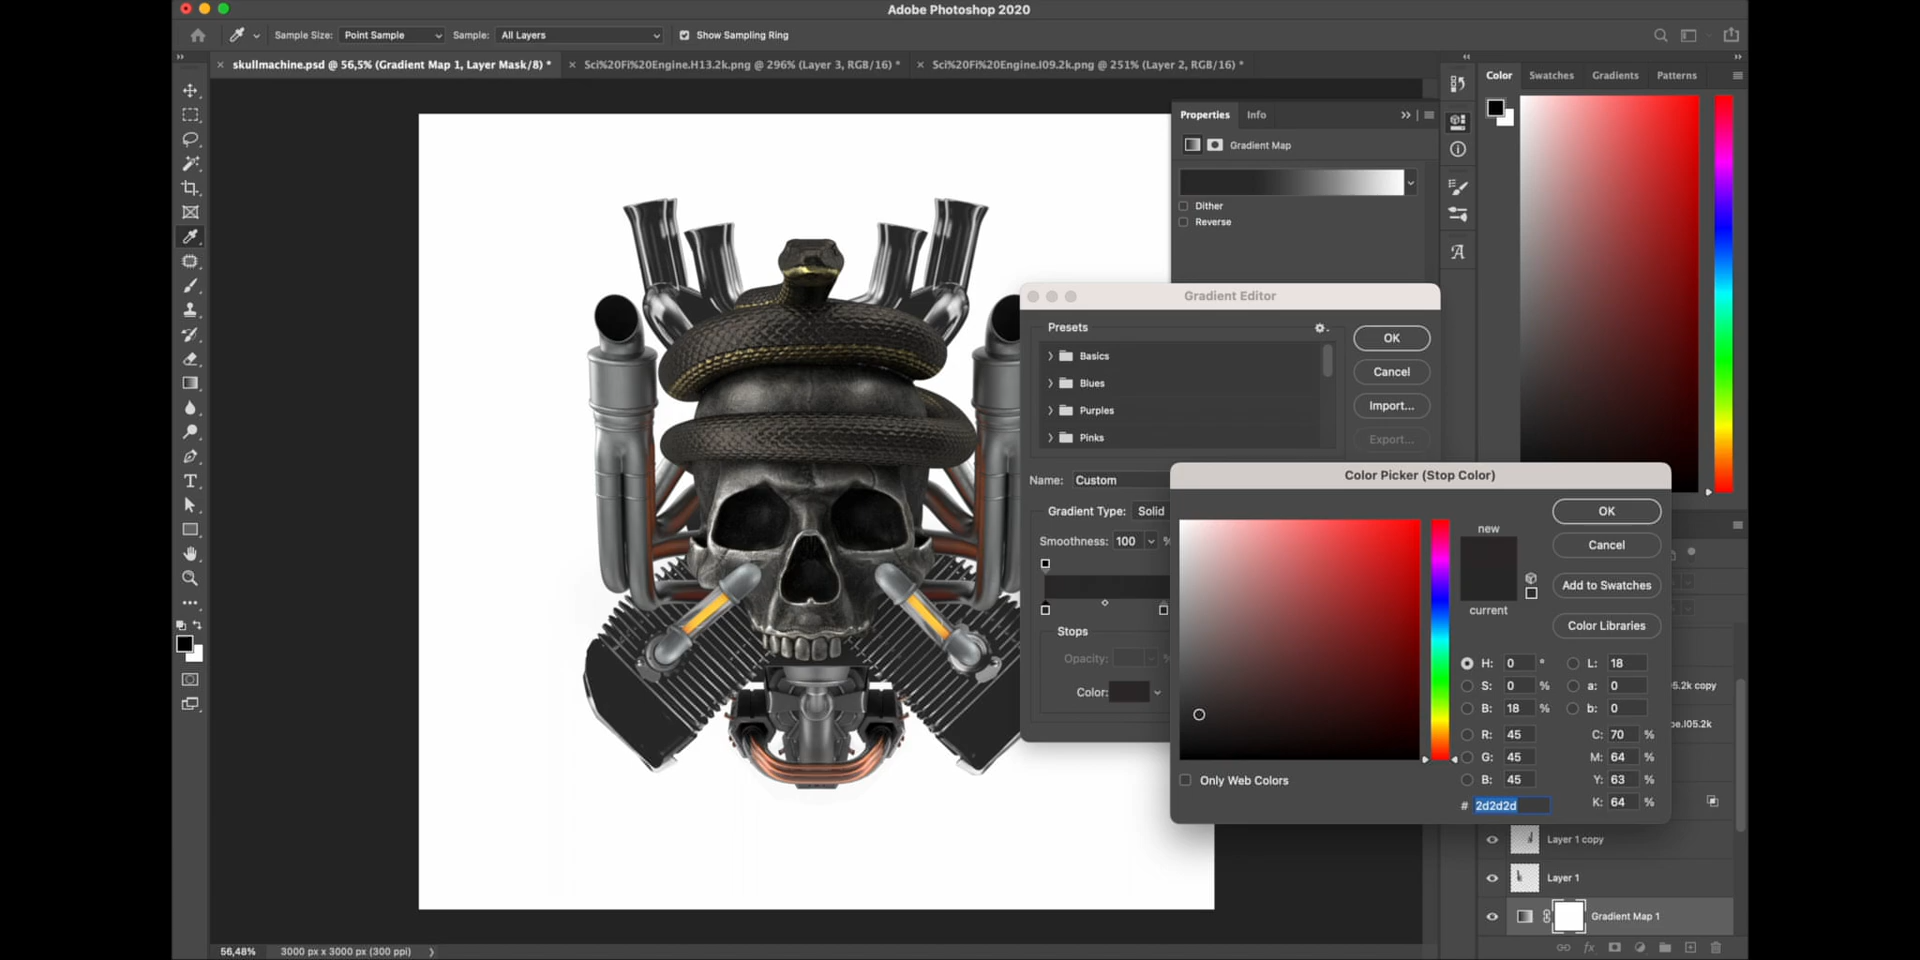 Adobe Photoshop 2020
Sample Size: Point Sample Sample: All Layers Show Sampling Ring
skullmachine.psd @ 56,5% (Gradient Map 1, Layer Mask/8) * Sci%20Fi%20Engine.H13.2k.png @ 296% (Layer 3, RGB/16) * Sci%20Fi%20Engine.I09.2k.png @ 251% (Layer 2, RGB/16) *
Color Swatches Gradients Patterns
Properties Info
Gradient Map
Dither
Reverse
Gradient Editor
Presets
Basics
Blues
Purples
Pinks
OK
Cancel
Import...
Export...
Name: Custom
Gradient Type: Solid
Smoothness: 100 %
Stops
Opacity:
Color:
Color Picker (Stop Color)
new
current
OK
Cancel
Add to Swatches
Color Libraries
H: 0 ° L: 18
S: 0 % a: 0
B: 18 % b: 0
R: 45 C: 70 %
G: 45 M: 64 %
B: 45 Y: 63 %
# 2d2d2d K: 64 %
Only Web Colors
05.2k copy
pe.I05.2k
Layer 1 copy
Layer 1
Gradient Map 1
56,48% 3000 px x 3000 px (300 ppi)